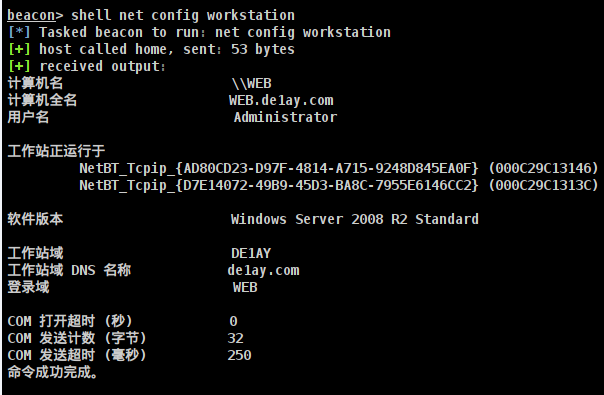 beacon> shell net config workstation
[*] Tasked beacon to run: net config workstation
[+] host called home, sent: 53 bytes
[+] received output:
计算机名 \\WEB
计算机全名 WEB.de1ay.com
用户名 Administrator
工作站正运行于
NetBT_Tcpip_{AD80CD23-D97F-4814-A715-9248D845EA0F} (000C29C13146)
NetBT_Tcpip_{D7E14072-49B9-45D3-BA8C-7955E6146CC2} (000C29C1313C)
软件版本 Windows Server 2008 R2 Standard
工作站域 DE1AY
工作站域 DNS 名称 de1ay.com
登录域 WEB
COM 打开超时 (秒) 0
COM 发送计数 (字节) 32
COM 发送超时 (毫秒) 250
命令成功完成。